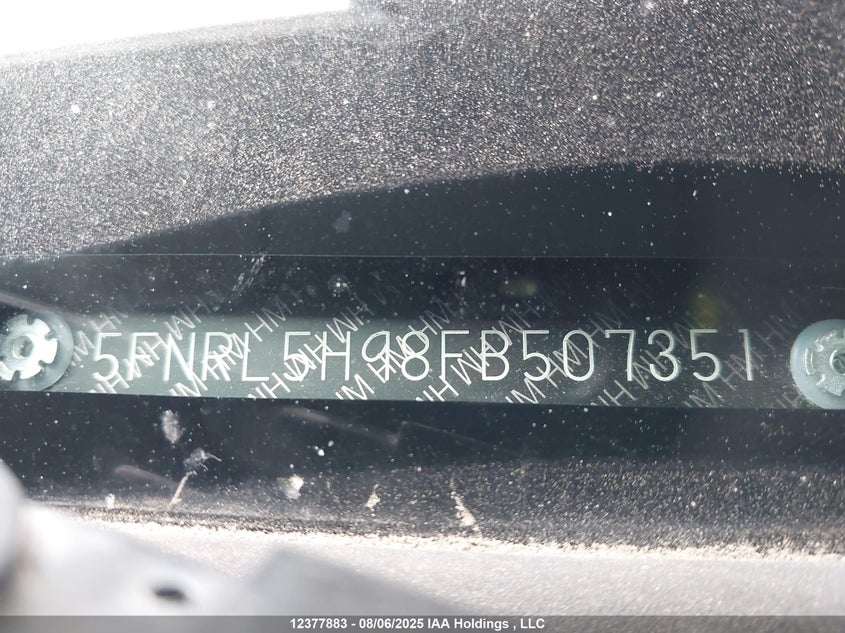 5FNRL5H98FB507351
12377883 - 08/06/2025 IAA Holdings , LLC